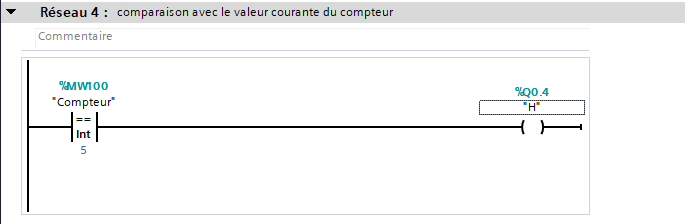 Réseau 4 : comparaison avec le valeur courante du compteur
Commentaire
%MW100
"Compteur"
==
Int
5
%Q0.4
"H"